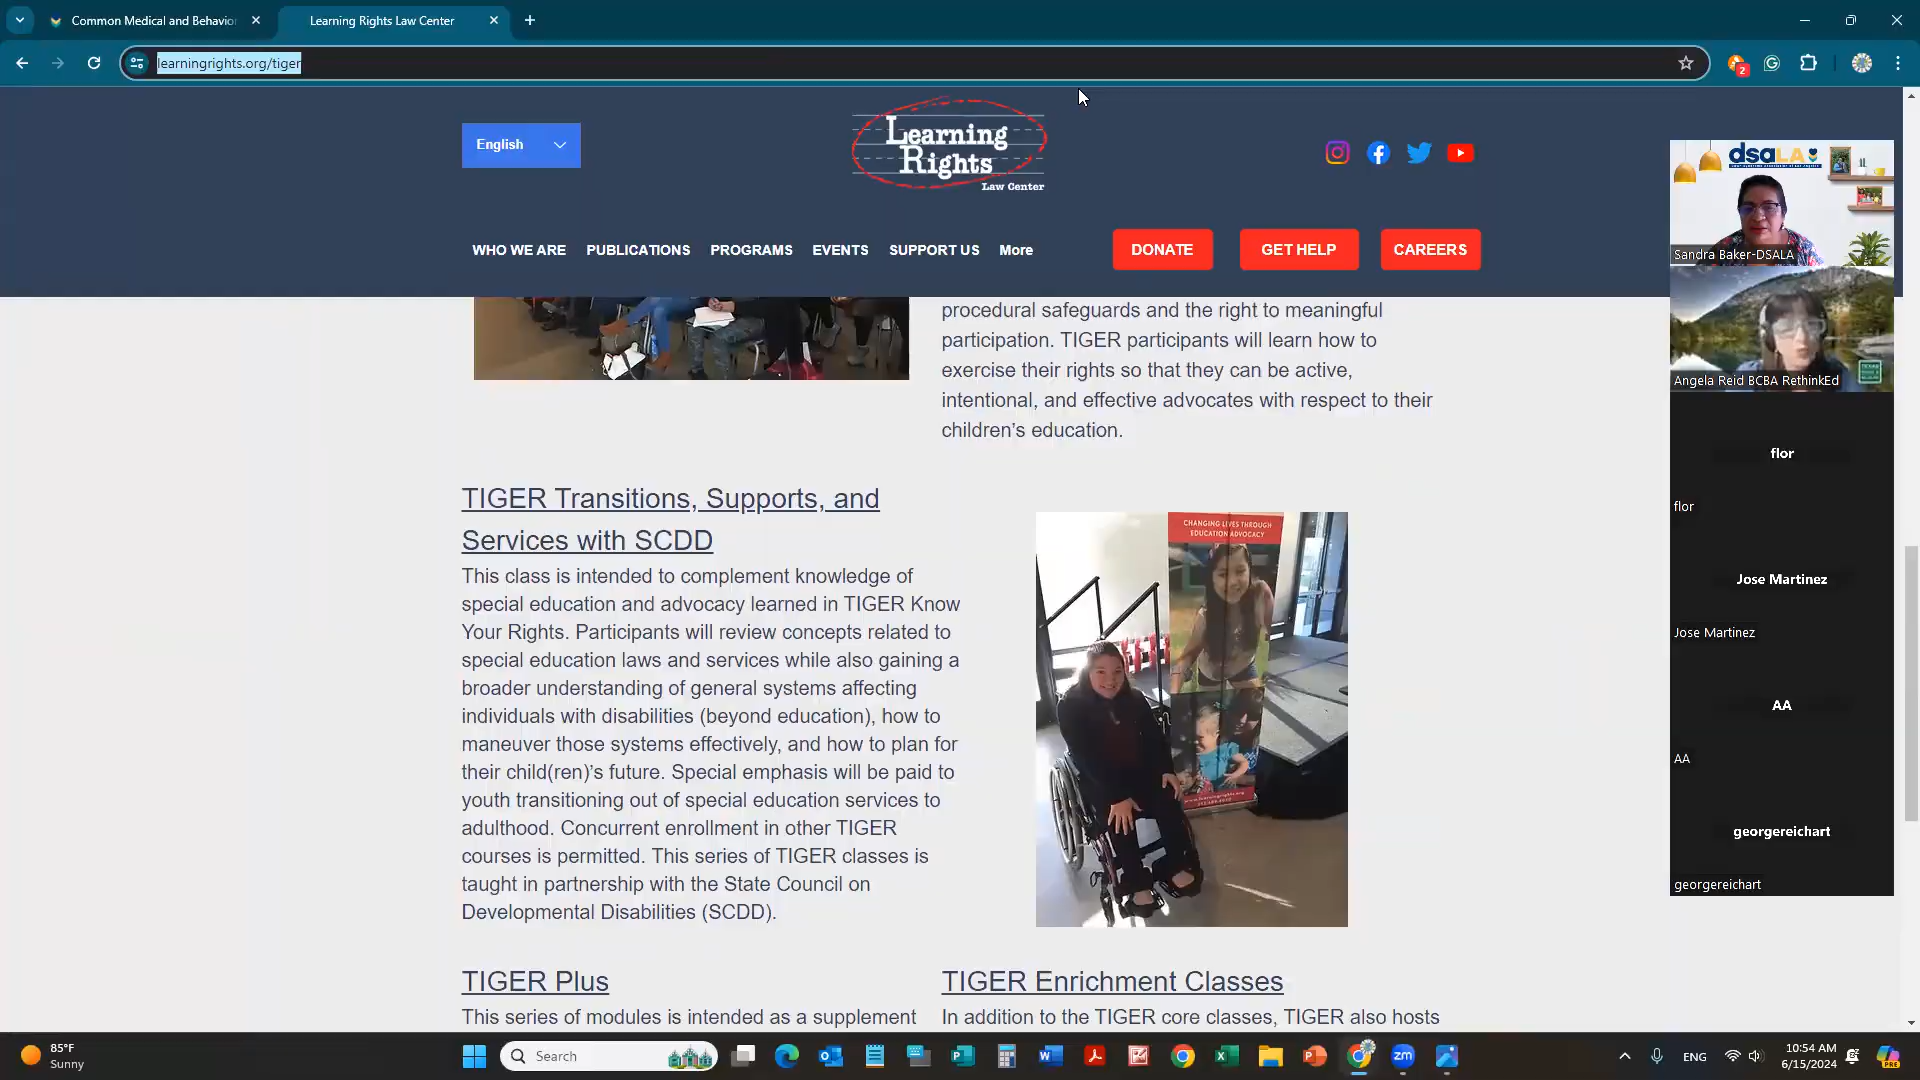 Common Medical and Behavior
Learning Rights Law Center
learningrights.org/tiger
2
English
Learning
Rights
Law Center
WHO WE ARE
PUBLICATIONS
PROGRAMS
EVENTS
SUPPORT US
More
DONATE
GET HELP
CAREERS
procedural safeguards and the right to meaningful
participation. TIGER participants will learn how to
exercise their rights so that they can be active,
intentional, and effective advocates with respect to their
children's education.
TIGER Transitions, Supports, and
Services with SCDD
This class is intended to complement knowledge of
special education and advocacy learned in TIGER Know
Your Rights. Participants will review concepts related to
special education laws and services while also gaining a
broader understanding of general systems affecting
individuals with disabilities (beyond education), how to
maneuver those systems effectively, and how to plan for
their child(ren)'s future. Special emphasis will be paid to
youth transitioning out of special education services to
adulthood. Concurrent enrollment in other TIGER
courses is permitted. This series of TIGER classes is
taught in partnership with the State Council on
Developmental Disabilities (SCDD).
CHANGING LIVES THROUGH
EDUCATION ADVOCACY
TIGER Plus
This series of modules is intended as a supplement
TIGER Enrichment Classes
In addition to the TIGER core classes, TIGER also hosts
dsaLA
Sandra Baker-DSALA
Angela Reid BCBA RethinkEd
flor
flor
Jose Martinez
Jose Martinez
AA
AA
georgereichart
georgereichart
85°F
Sunny
Search
zm
ENG
10:54 AM
6/15/2024
PRE